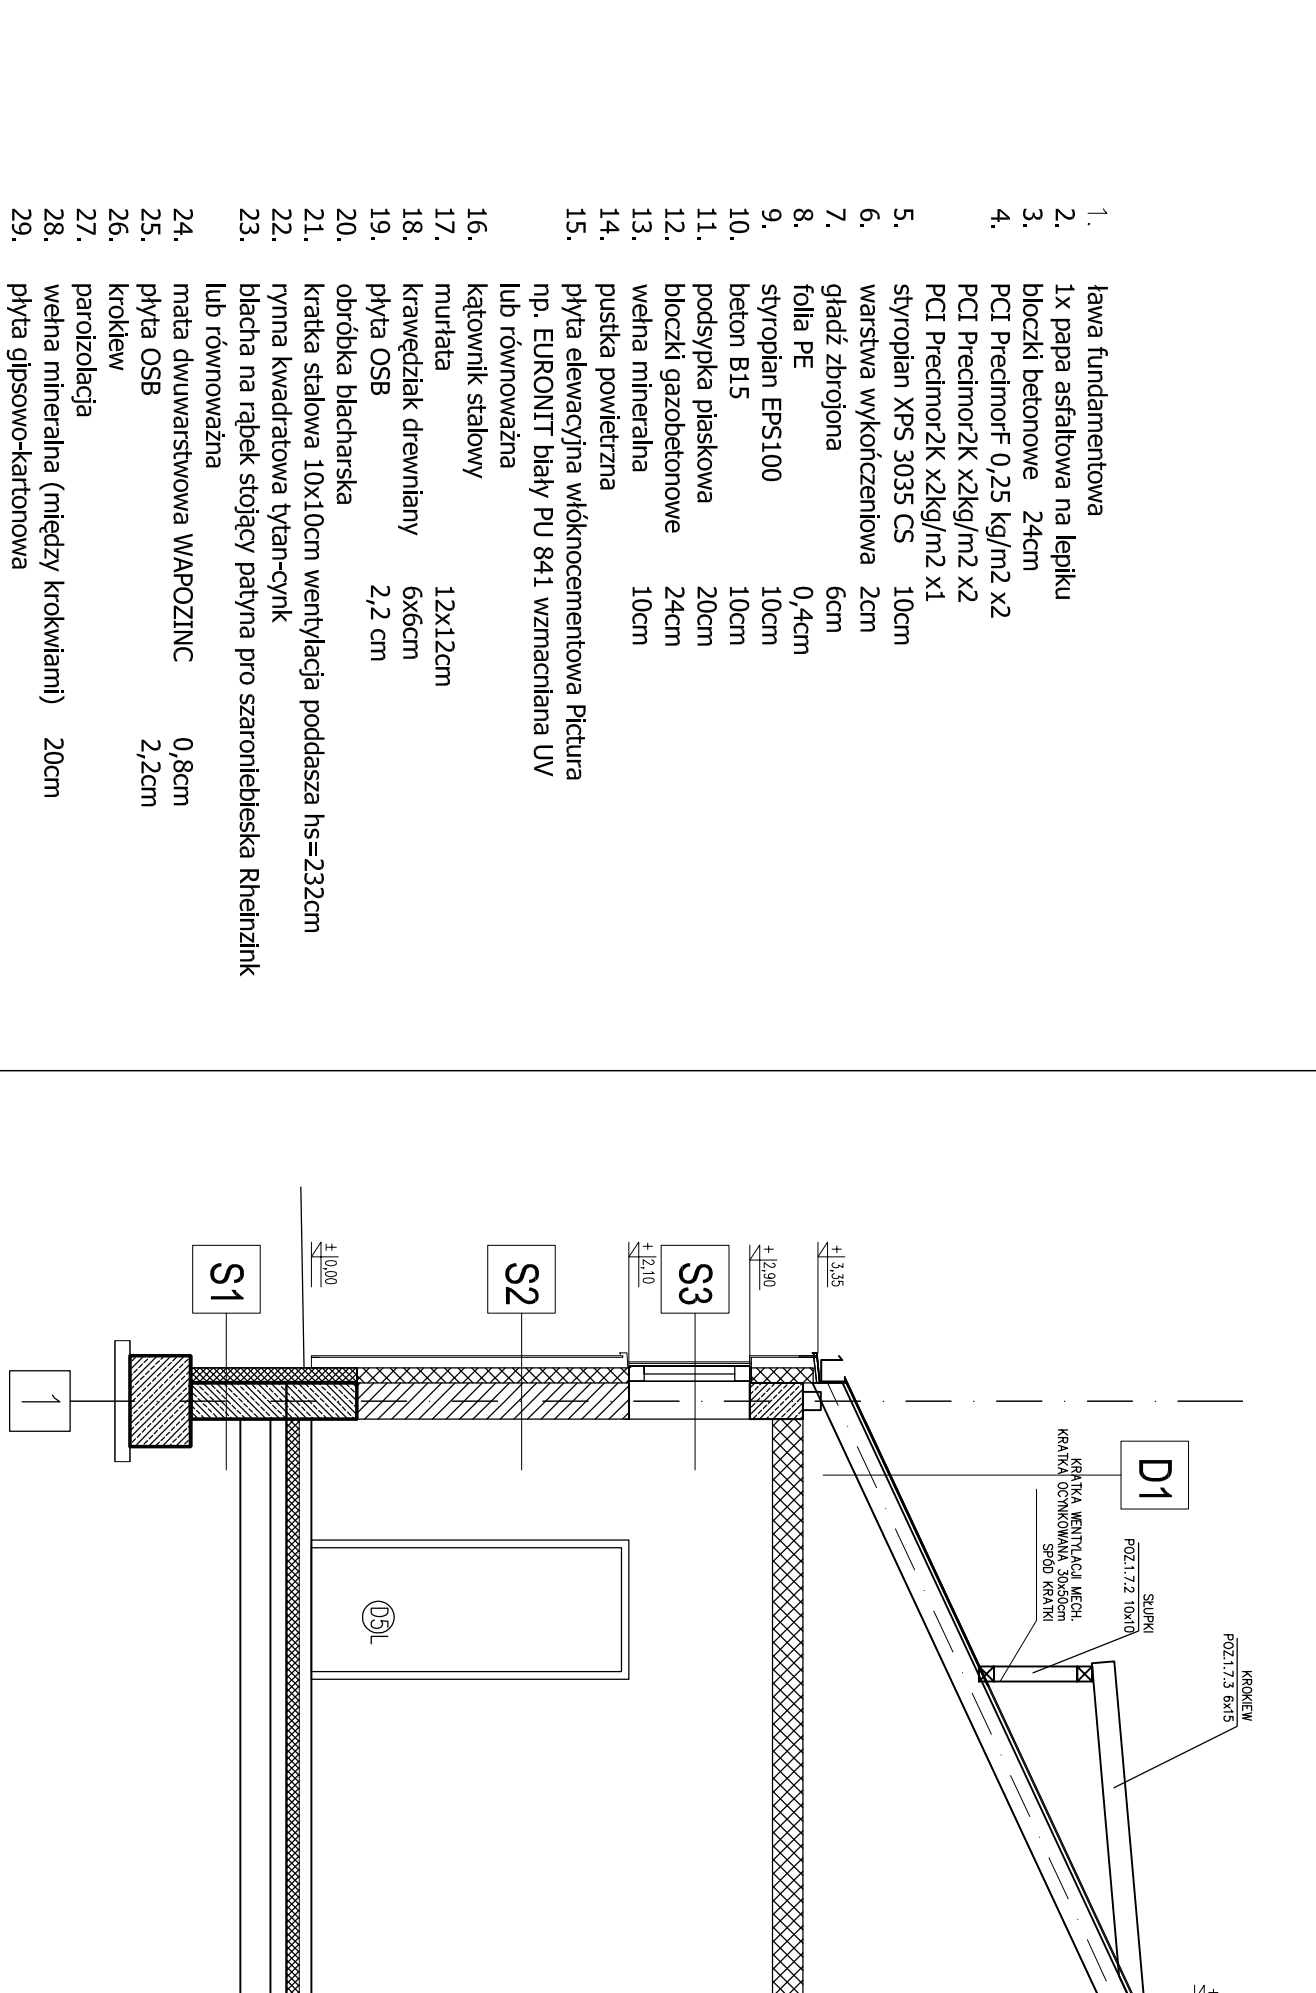 1. ława fundamentowa
2. 1x papa asfaltowa na lepiku
3. bloczki betonowe 24cm
4. PCI PrecimorF 0,25 kg/m2 x2
PCI Precimor2K x2kg/m2 x2
PCI Precimor2K x2kg/m2 x1
5. styropian XPS 3035 CS 10cm
6. warstwa wykończeniowa 2cm
7. gładź zbrojona 6cm
8. folia PE 0,4cm
9. styropian EPS100 10cm
10. beton B15 10cm
11. podsypka piaskowa 20cm
12. bloczki gazobetonowe 24cm
13. wełna mineralna 10cm
14. pustka powietrzna
15. płyta elewacyjna włóknocementowa Pictura
np. EURONIT biały PU 841 wzmacniana UV
lub równoważna
16. kątownik stalowy
17. murłata 12x12cm
18. krawędziak drewniany 6x6cm
19. płyta OSB 2,2 cm
20. obróbka blacharska
21. kratka stalowa 10x10cm wentylacja poddasza hs=232cm
22. rynna kwadratowa tytan-cynk
23. blacha na rąbek stojący patyna pro szaroniebieska Rheinzink
lub równoważna
24. mata dwuwarstwowa WAPOZINC 0,8cm
25. płyta OSB 2,2cm
26. krokiew
27. paroizolacja
28. wełna mineralna (między krokwiami) 20cm
29. płyta gipsowo-kartonowa
KROKIEW
POZ.1.7.3 6x15
SŁUPKI
POZ.1.7.2 10x10
D1
KRATKA WENTYLACJI MECH.
KRATKA OCYNKOWANA 30x50cm
SPÓD KRATKI
+ 3,35
+ 2,90
S3
+ 2,10
S2
± 0,00
S1
D5 L
1
+